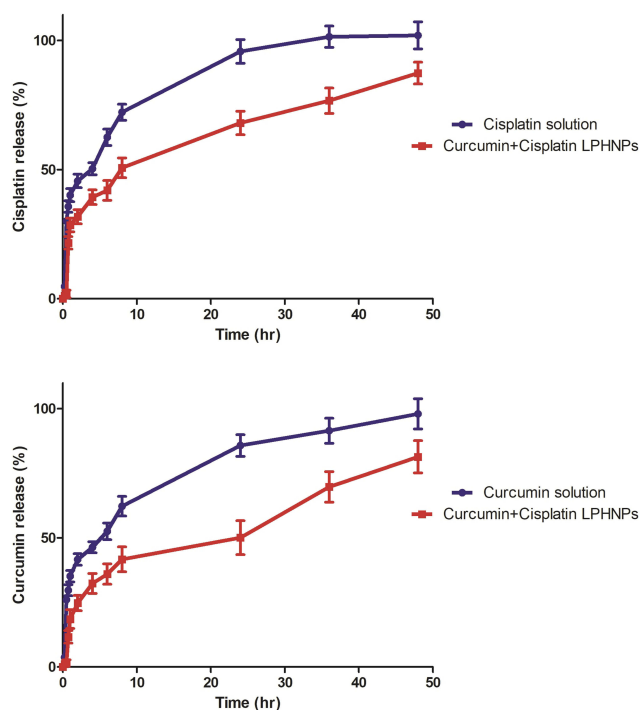 Cisplatin release (%)
100
50
0
0 10 20 30 40 50
Time (hr)
Cisplatin solution
Curcumin+Cisplatin LPHNPs
Curcumin release (%)
100
50
0
0 10 20 30 40 50
Time (hr)
Curcumin solution
Curcumin+Cisplatin LPHNPs